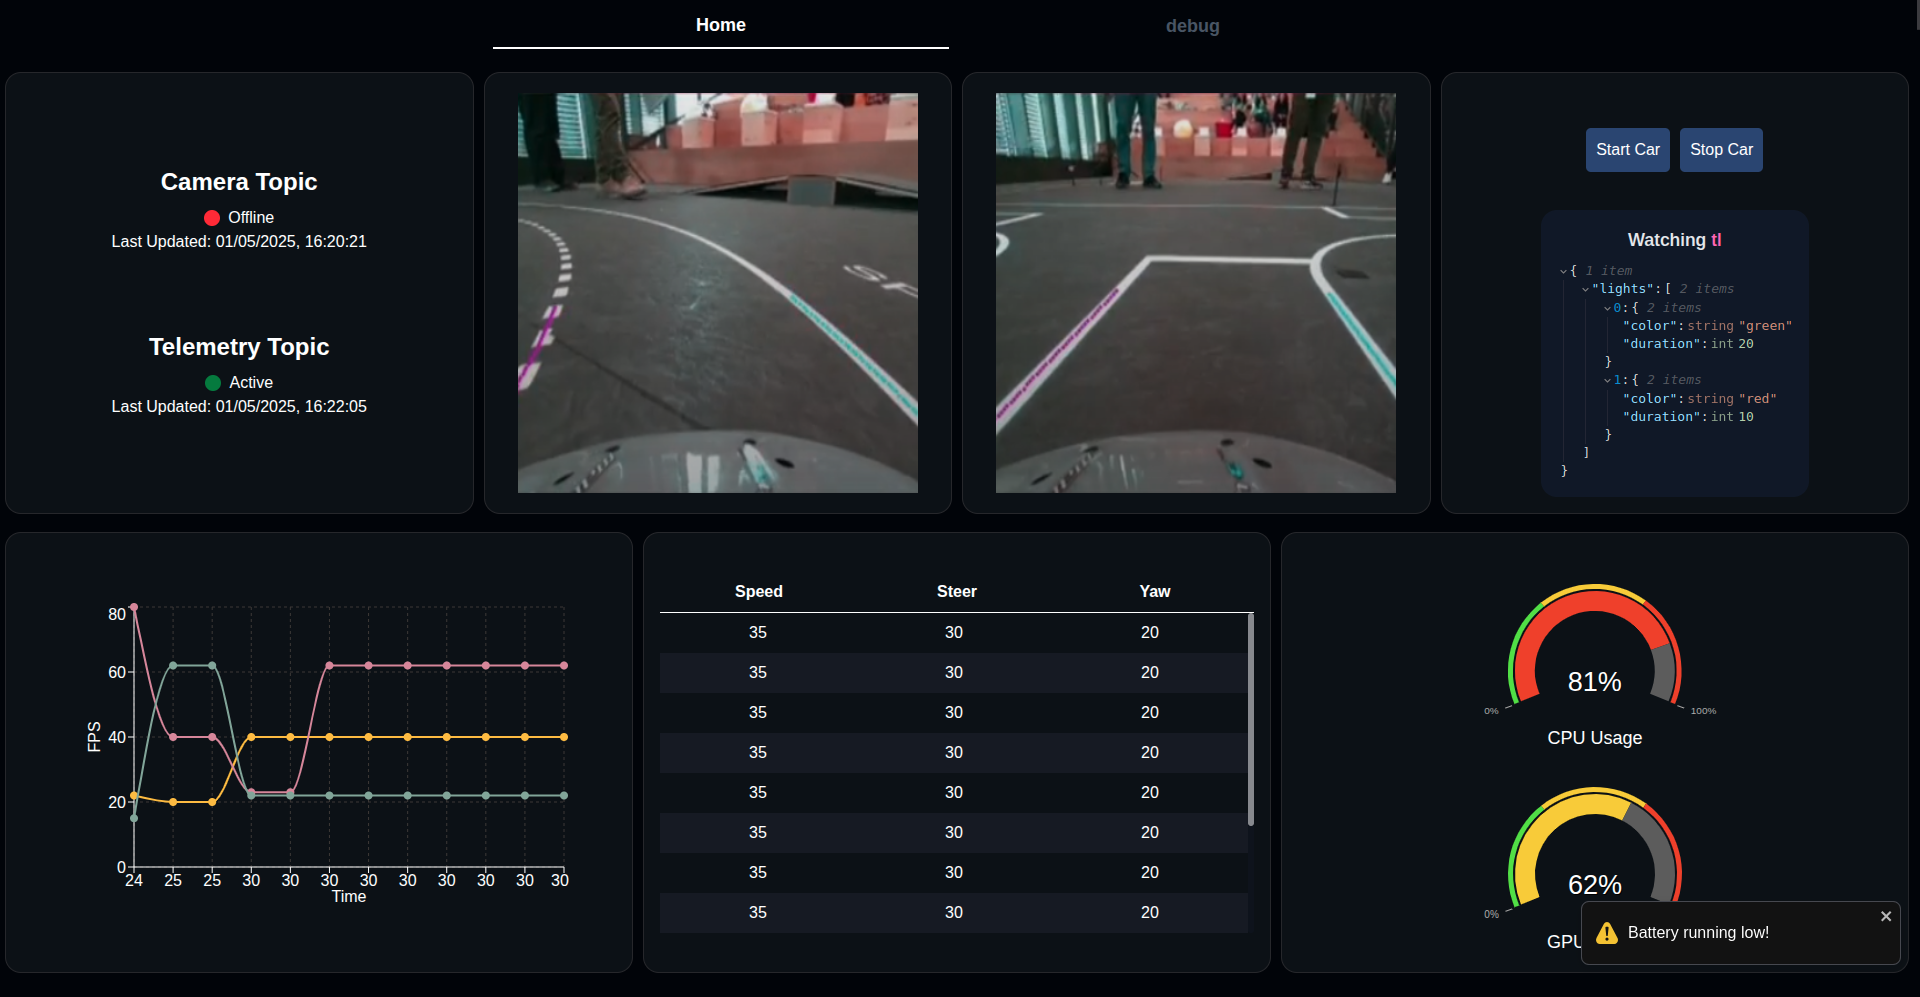 Home
debug
Camera Topic
Offline
Last Updated: 01/05/2025, 16:20:21
Telemetry Topic
Active
Last Updated: 01/05/2025, 16:22:05
Start Car
Stop Car
Watching tl
{ 1 item
"lights":[ 2 items
0:{ 2 items
"color":string "green"
"duration":int 20
}
1:{ 2 items
"color":string "red"
"duration":int 10
}
]
}
80
60
40
20
0
FPS
24 25 25 30 30 30 30 30 30 30 30 30
Time
Speed Steer Yaw
35 30 20
35 30 20
35 30 20
35 30 20
35 30 20
35 30 20
35 30 20
35 30 20
81%
0% 100%
CPU Usage
62%
0%
GPU
Battery running low!